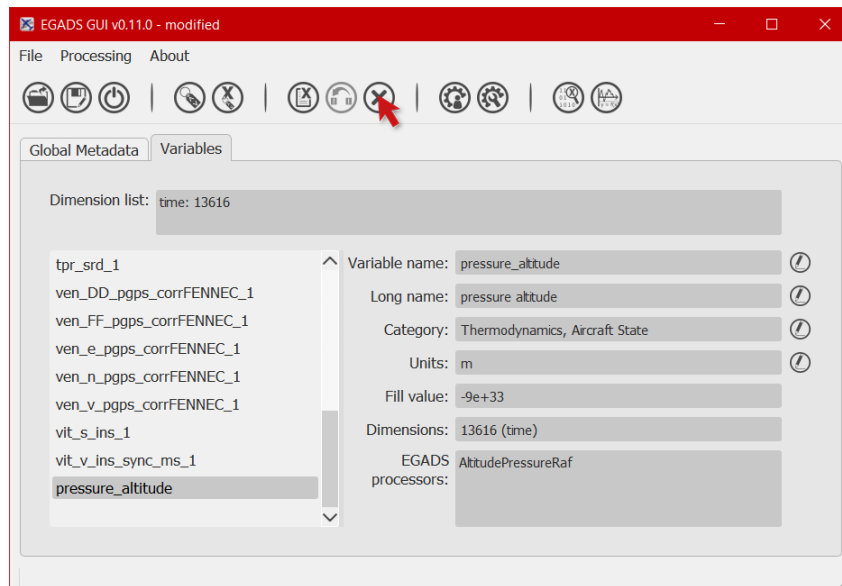 EGADS GUI v0.11.0 - modified
File Processing About
Global Metadata Variables
Dimension list: time: 13616
tpr_srd_1
ven_DD_pgps_corrFENNEC_1
ven_FF_pgps_corrFENNEC_1
ven_e_pgps_corrFENNEC_1
ven_n_pgps_corrFENNEC_1
ven_v_pgps_corrFENNEC_1
vit_s_ins_1
vit_v_ins_sync_ms_1
pressure_altitude
Variable name: pressure_altitude
Long name: pressure altitude
Category: Thermodynamics, Aircraft State
Units: m
Fill value: -9e+33
Dimensions: 13616 (time)
EGADS AltitudePressureRaf
processors: